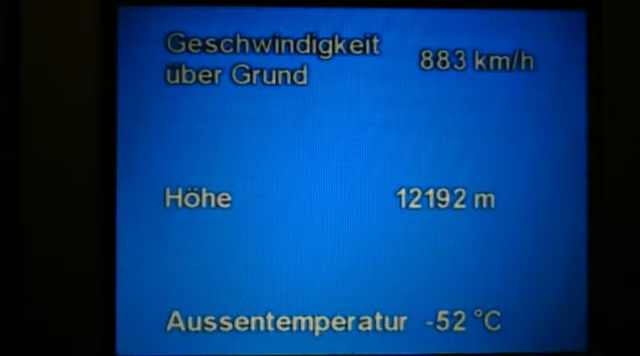 Geschwindigkeit
über Grund 883 km/h
Höhe 12192 m
Aussentemperatur -52 °C